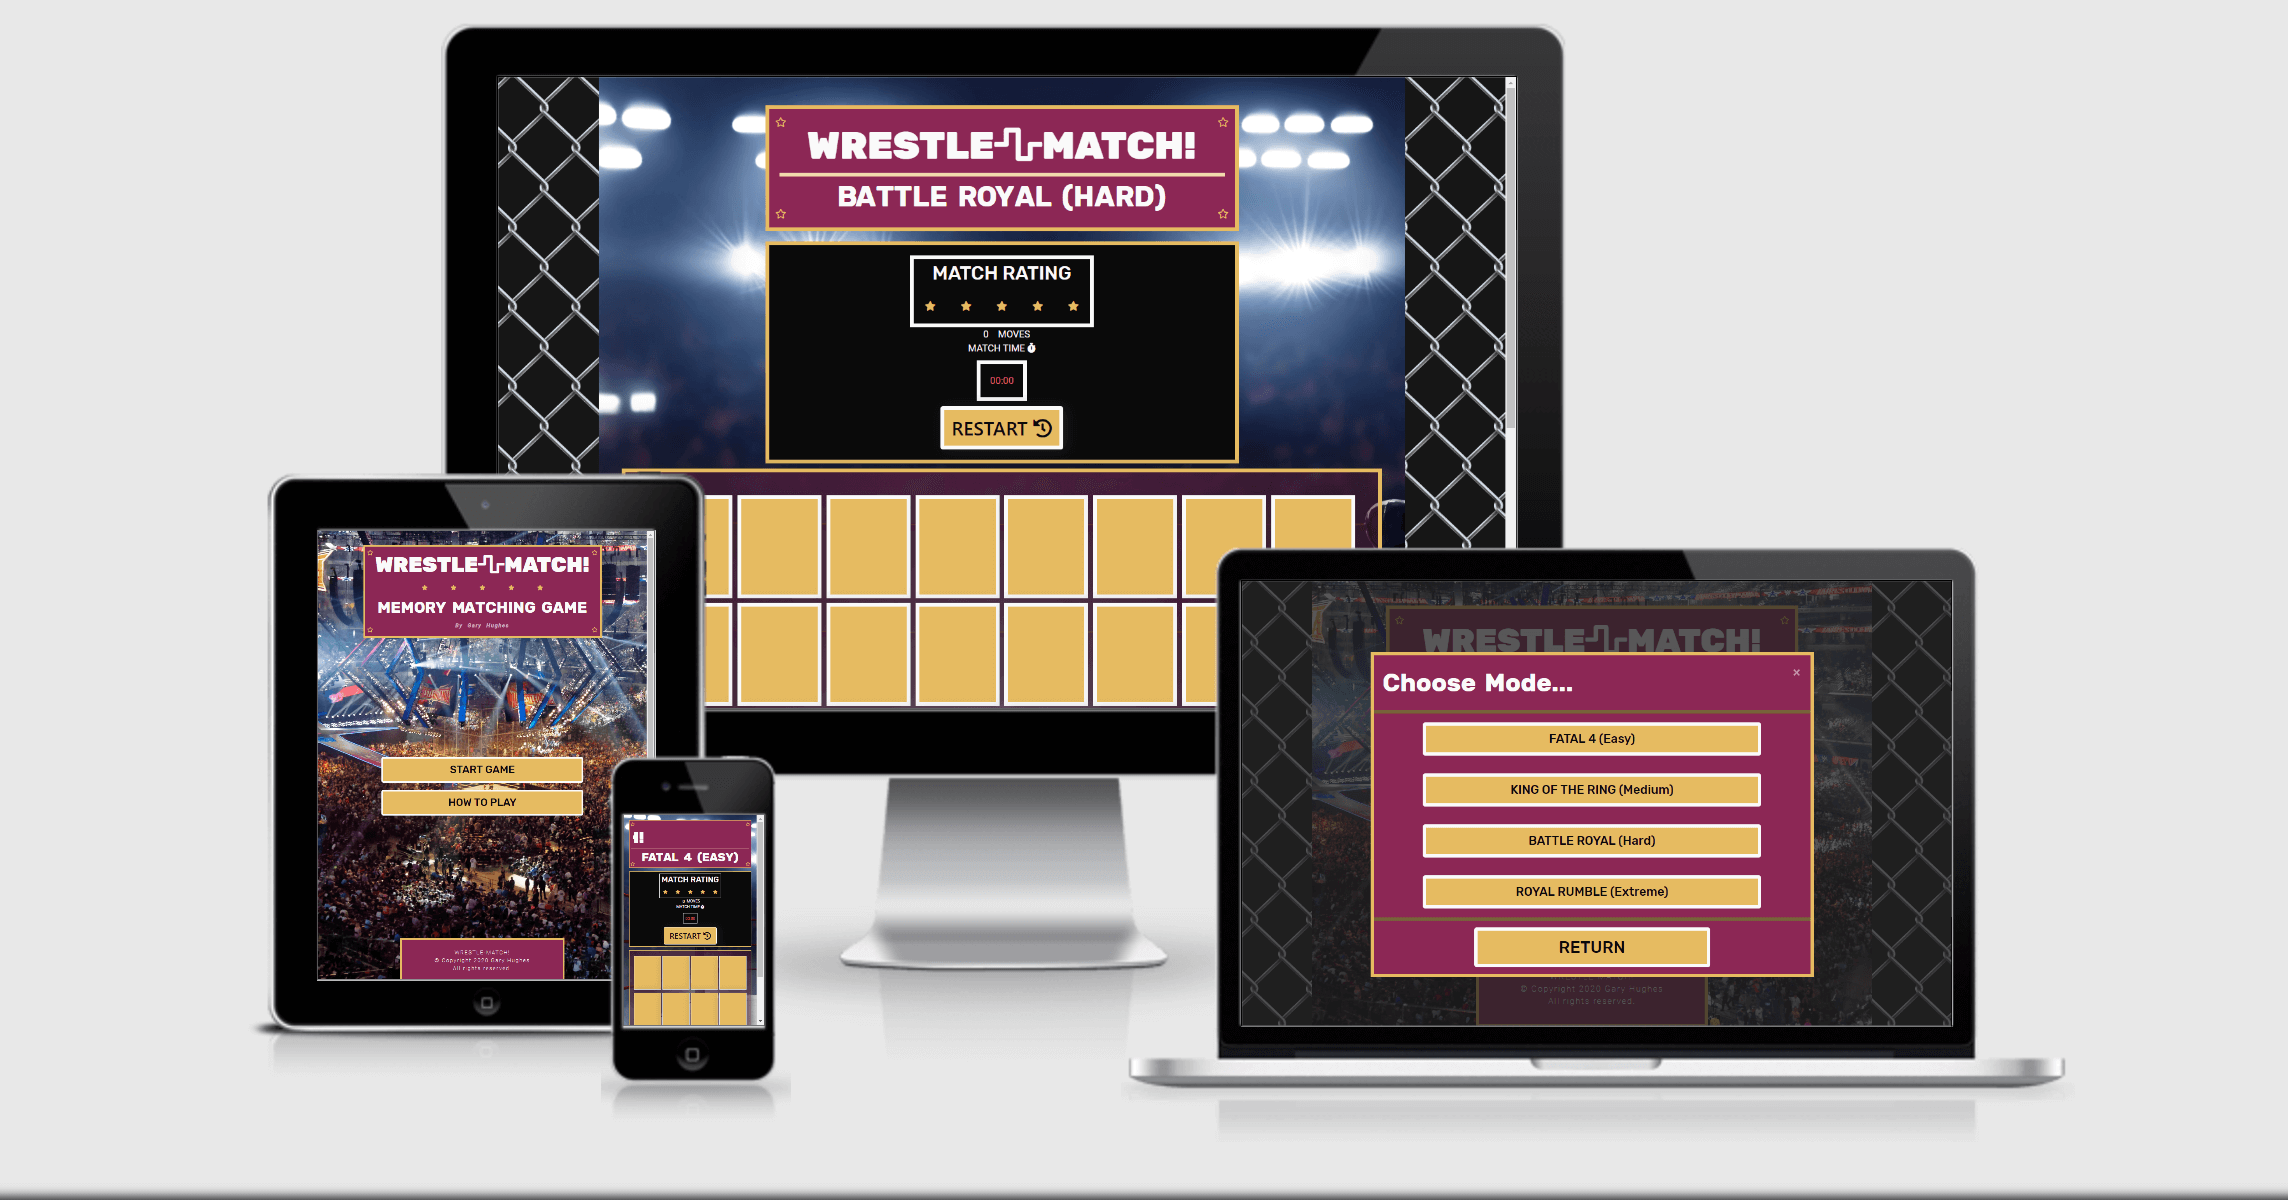 WRESTLE MATCH!
BATTLE ROYAL (HARD)
MATCH RATING
0 MOVES
MATCH TIME
00:00
RESTART
WRESTLE MATCH!
MEMORY MATCHING GAME
By Gary Hughes
START GAME
HOW TO PLAY
WRESTLE-MATCH!
© Copyright 2020 Gary Hughes
All rights reserved
FATAL 4 (EASY)
MATCH RATING
0 MOVES
MATCH TIME
RESTART
WRESTLE MATCH!
Choose Mode...
×
FATAL 4 (Easy)
KING OF THE RING (Medium)
BATTLE ROYAL (Hard)
ROYAL RUMBLE (Extreme)
RETURN
© Copyright 2020 Gary Hughes
All rights reserved.